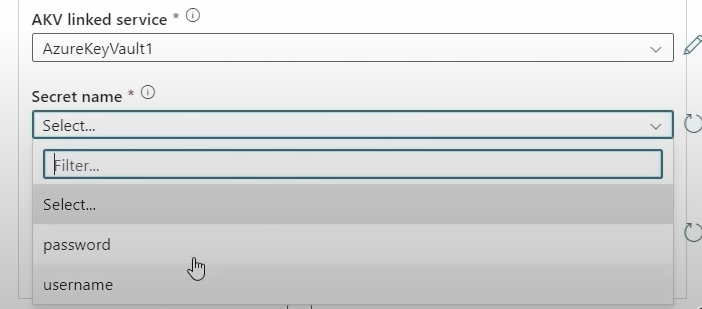 AKV linked service *
AzureKeyVault1
Secret name *
Select...
Filter...
Select...
password
username